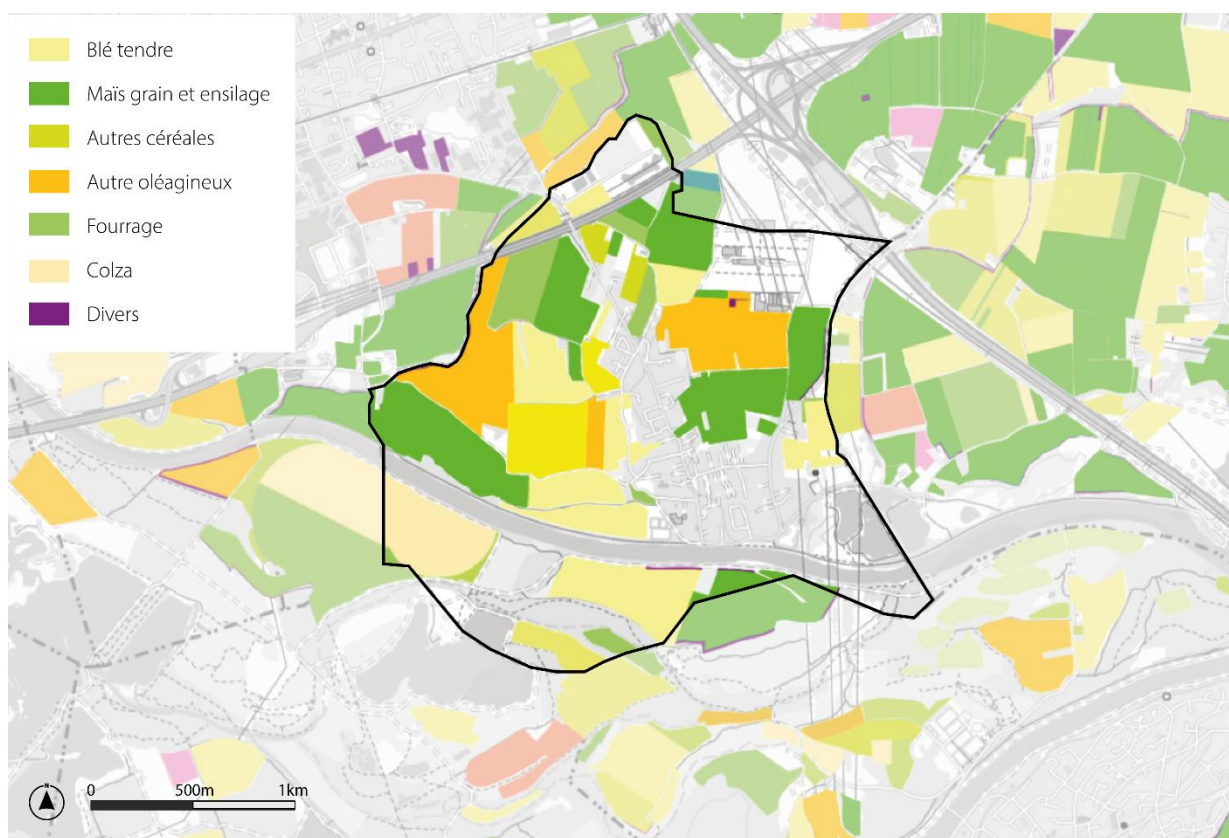 Blé tendre
Maïs grain et ensilage
Autres céréales
Autre oléagineux
Fourrage
Colza
Divers
N
0 500m 1km